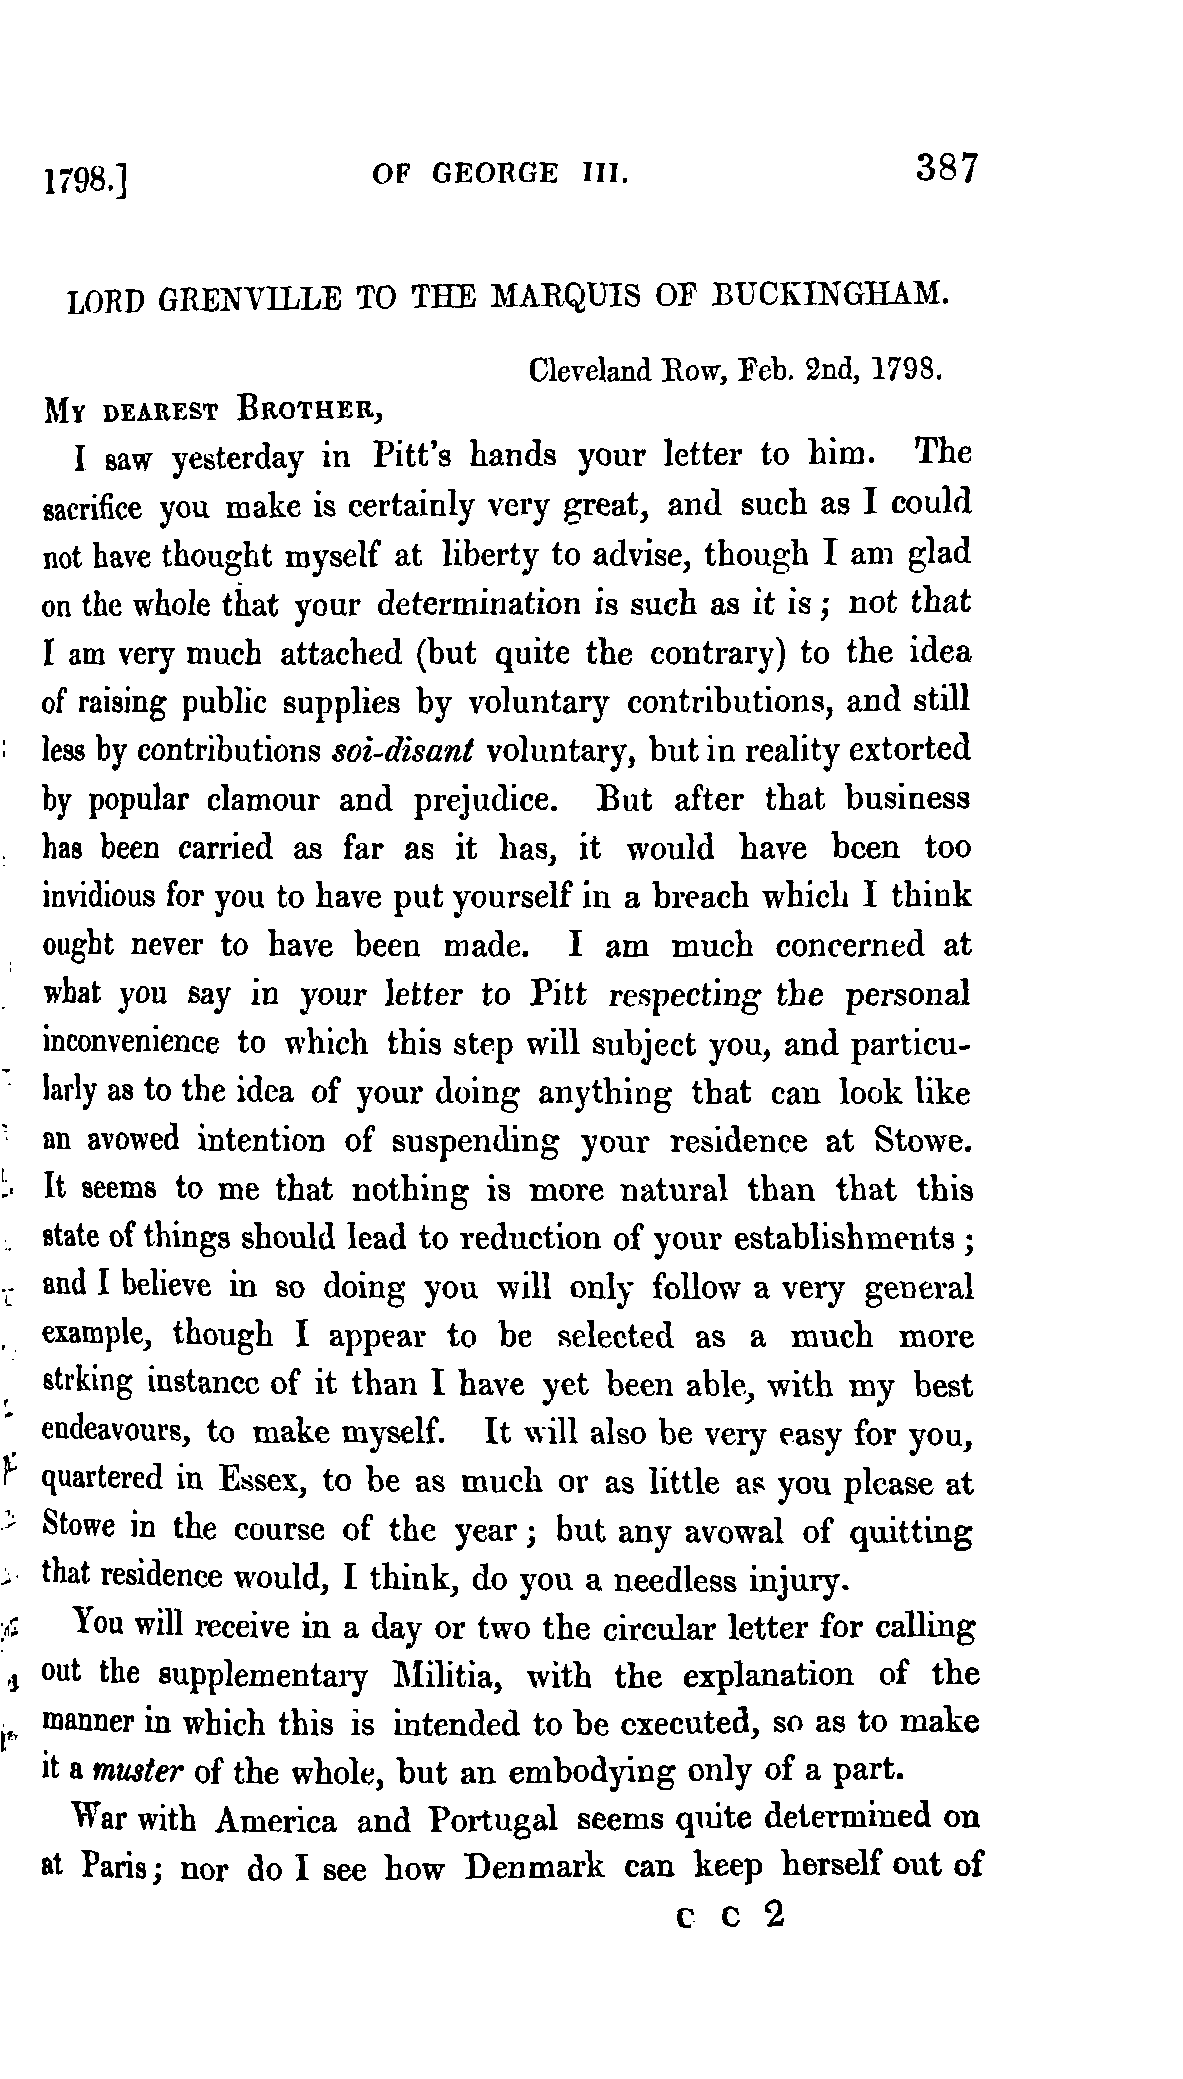 1798.] OF GEORGE III. 387
LORD GRENVILLE TO THE MARQUIS OF BUCKINGHAM.
Cleveland Row, Feb. 2nd, 1798.
MY DEAREST BROTHER,
I saw yesterday in Pitt's hands your letter to him. The
sacrifice you make is certainly very great, and such as I could
not have thought myself at liberty to advise, though I am glad
on the whole that your determination is such as it is; not that
I am very much attached (but quite the contrary) to the idea
of raising public supplies by voluntary contributions, and still
less by contributions soi-disant voluntary, but in reality extorted
by popular clamour and prejudice. But after that business
has been carried as far as it has, it would have been too
invidious for you to have put yourself in a breach which I think
ought never to have been made. I am much concerned at
what you say in your letter to Pitt respecting the personal
inconvenience to which this step will subject you, and particu-
larly as to the idea of your doing anything that can look like
an avowed intention of suspending your residence at Stowe.
It seems to me that nothing is more natural than that this
state of things should lead to reduction of your establishments;
and I believe in so doing you will only follow a very general
example, though I appear to be selected as a much more
strking instance of it than I have yet been able, with my best
endeavours, to make myself. It will also be very easy for you,
quartered in Essex, to be as much or as little as you please at
Stowe in the course of the year; but any avowal of quitting
that residence would, I think, do you a needless injury.
You will receive in a day or two the circular letter for calling
out the supplementary Militia, with the explanation of the
manner in which this is intended to be executed, so as to make
it a muster of the whole, but an embodying only of a part.
War with America and Portugal seems quite determined on
at Paris; nor do I see how Denmark can keep herself out of
C C 2